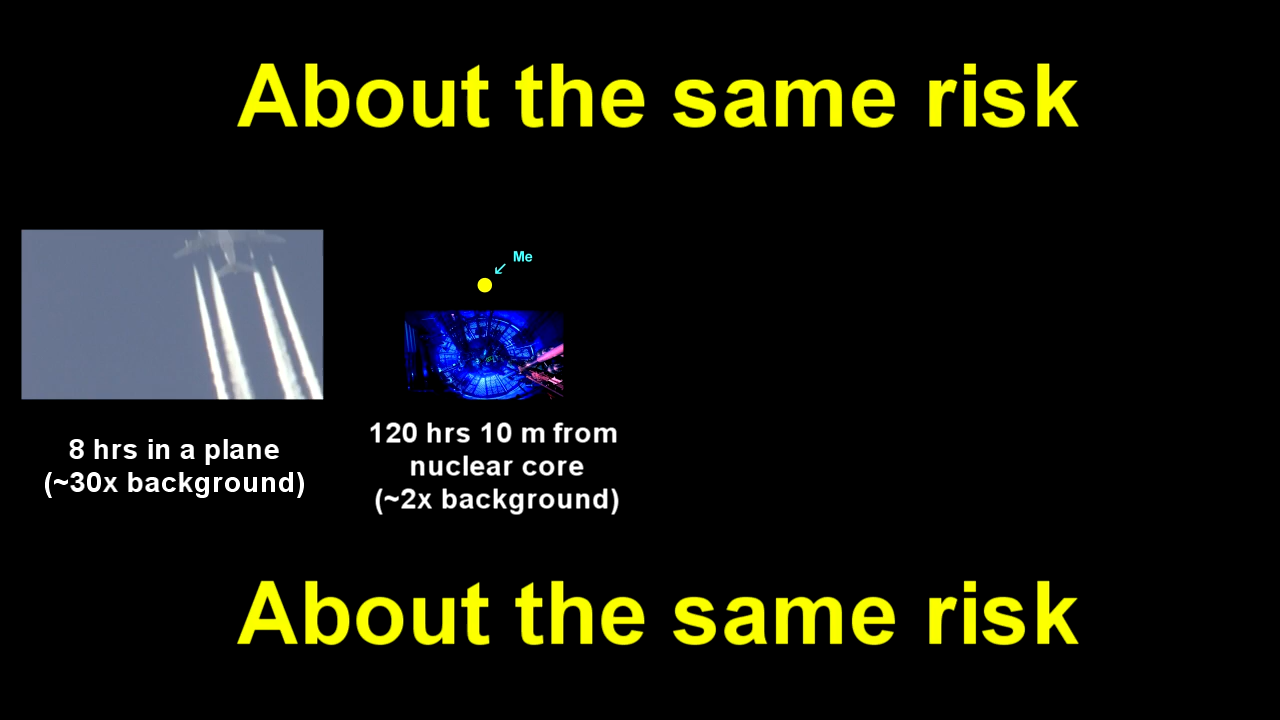 About the same risk
Me
8 hrs in a plane
(~30x background)
120 hrs 10 m from
nuclear core
(~2x background)
About the same risk